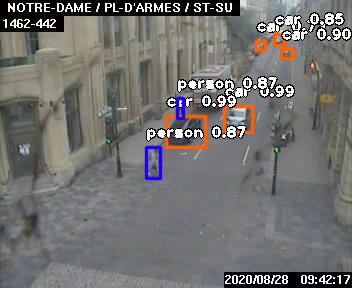 NOTRE-DAME / PL-D'ARMES / ST-SU
1462-442
car 0.85
car 0.90
person 0.87
car 0.99
car 0.99
person 0.87
2020/08/28 09:42:17